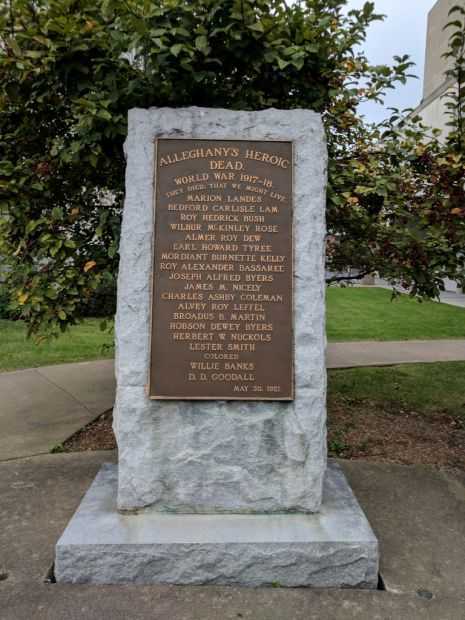 ALLEGHANY'S HEROIC
DEAD.
WORLD WAR 1917-18.
THEY DIED, THAT WE MIGHT LIVE.
MARION LANDES
BEDFORD CARLISLE LAM
ROY HEDRICK BUSH
WILBUR McKINLEY ROSE
ALMER ROY DEW
EARL HOWARD TYREE
MORDIANT BURNETTE KELLY
ROY ALEXANDER BASSAREE
JOSEPH ALFRED BYERS
JAMES M. NICELY
CHARLES ASHBY COLEMAN
ALVEY ROY LEFFEL
BROADUS B. MARTIN
HOBSON DEWEY BYERS
HERBERT W. NUCKOLS
LESTER SMITH
COLORED
WILLIE BANKS
D. D. GOODALL
MAY 30, 1921.